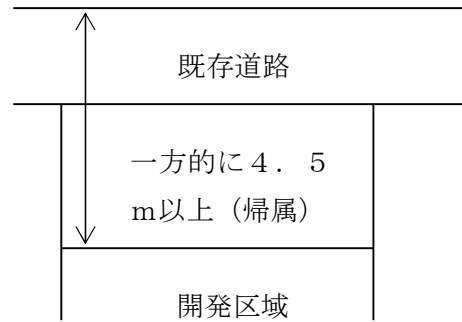 既存道路
一方的に４．５
ｍ以上（帰属）
開発区域